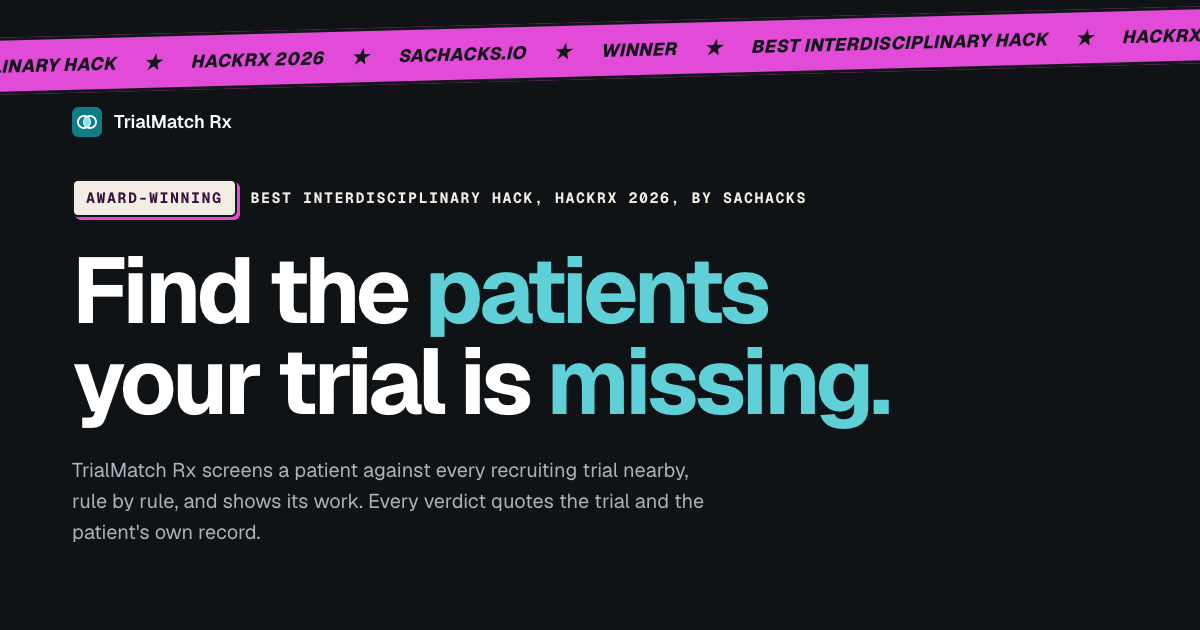 LINARY HACK ★ HACKRX 2026 ★ SACHACKS.IO ★ WINNER ★ BEST INTERDISCIPLINARY HACK ★ HACKRX
TrialMatch Rx
AWARD-WINNING BEST INTERDISCIPLINARY HACK, HACKRX 2026, BY SACHACKS
Find the patients
your trial is missing.
TrialMatch Rx screens a patient against every recruiting trial nearby,
rule by rule, and shows its work. Every verdict quotes the trial and the
patient's own record.